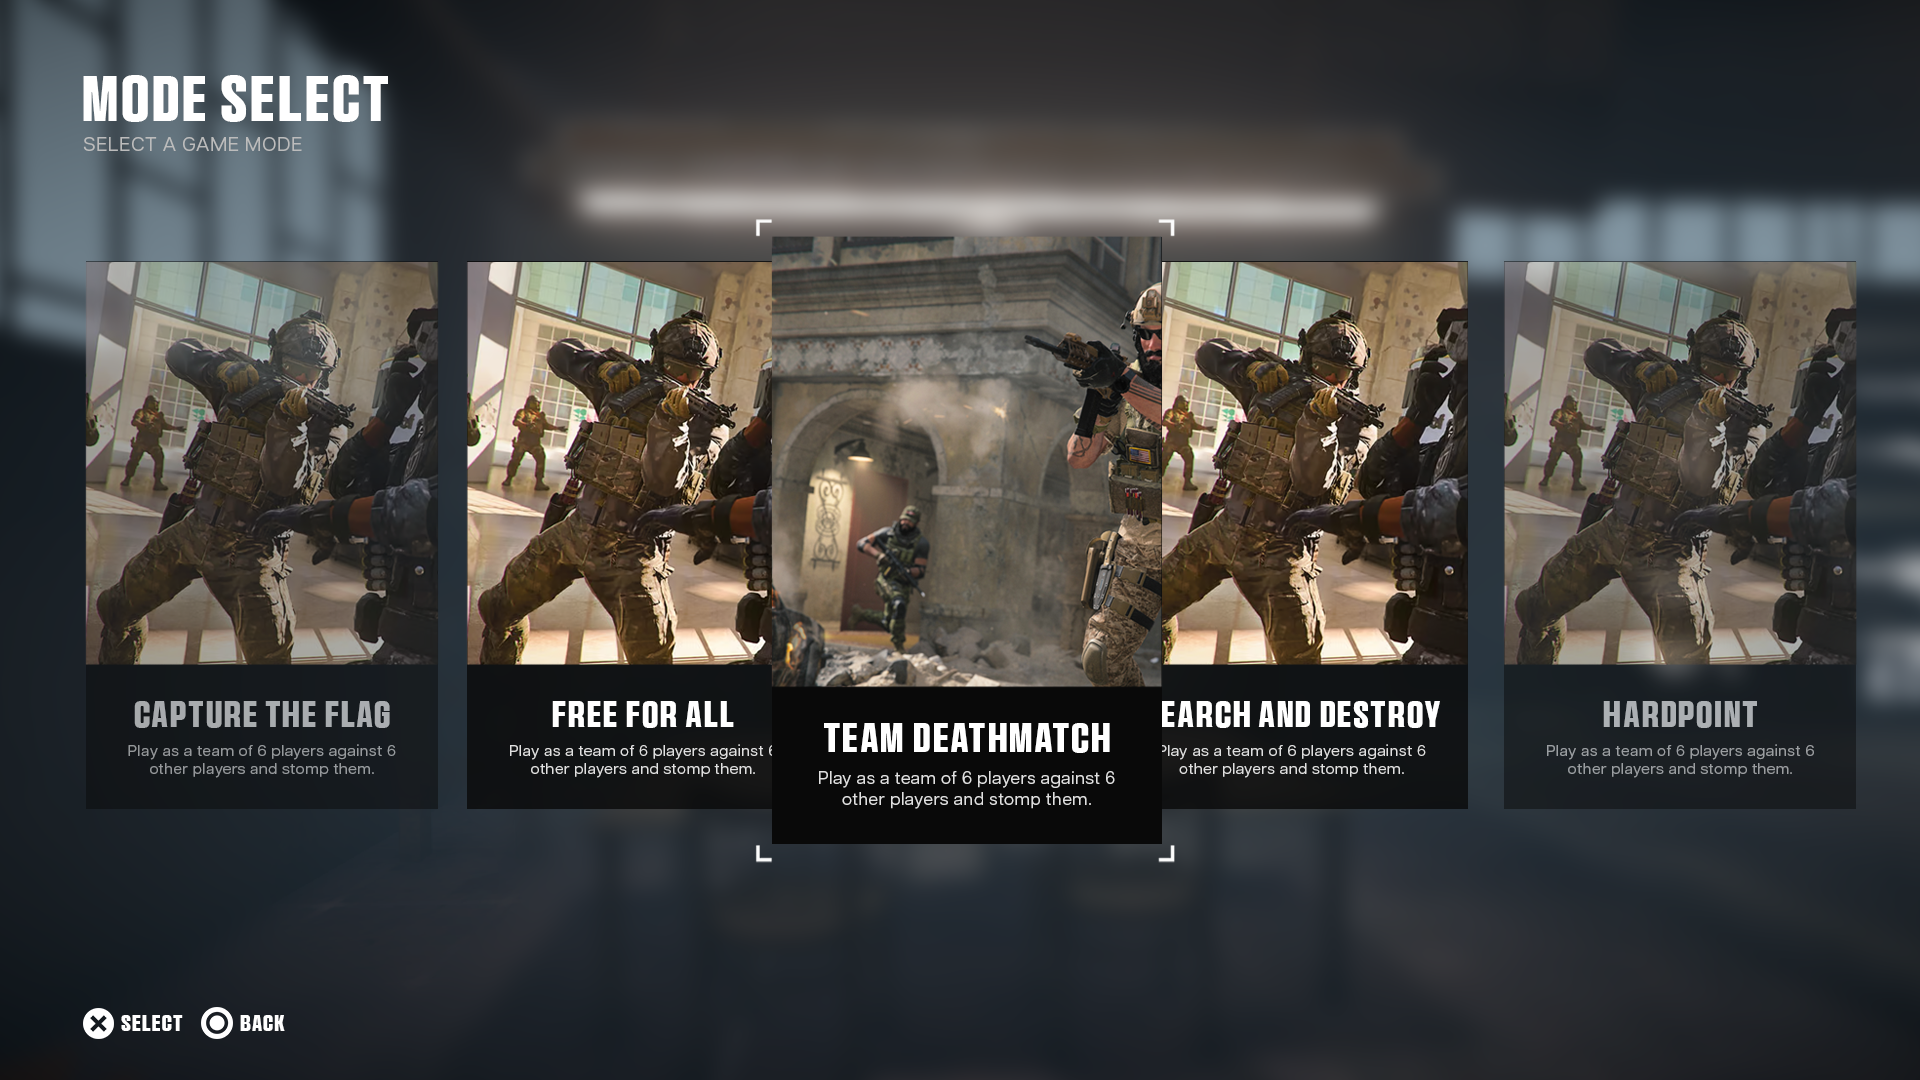 MODE SELECT
SELECT A GAME MODE
CAPTURE THE FLAG
Play as a team of 6 players against 6
other players and stomp them.
FREE FOR ALL
Play as a team of 6 players against 6
other players and stomp them.
TEAM DEATHMATCH
Play as a team of 6 players against 6
other players and stomp them.
EARCH AND DESTROY
Play as a team of 6 players against 6
other players and stomp them.
HARDPOINT
Play as a team of 6 players against 6
other players and stomp them.
SELECT BACK